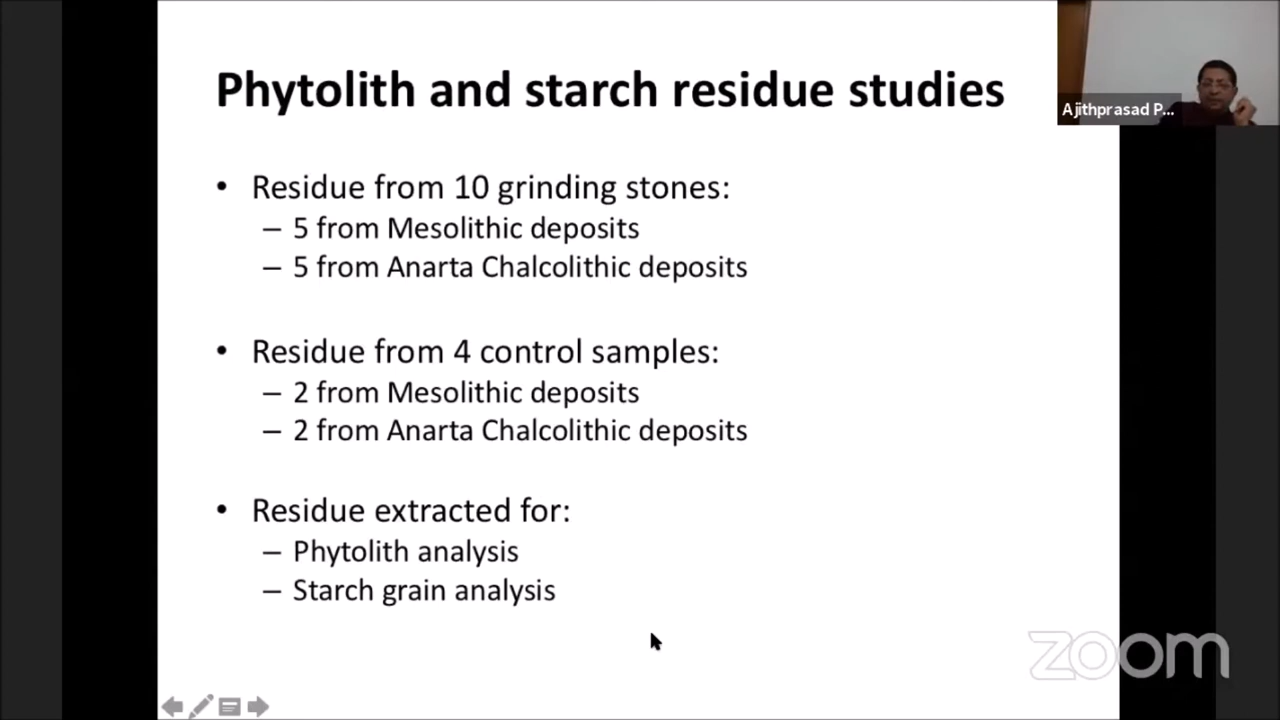 Phytolith and starch residue studies
Ajithprasad P...
• Residue from 10 grinding stones:
– 5 from Mesolithic deposits
– 5 from Anarta Chalcolithic deposits
• Residue from 4 control samples:
– 2 from Mesolithic deposits
– 2 from Anarta Chalcolithic deposits
• Residue extracted for:
– Phytolith analysis
– Starch grain analysis
zoom